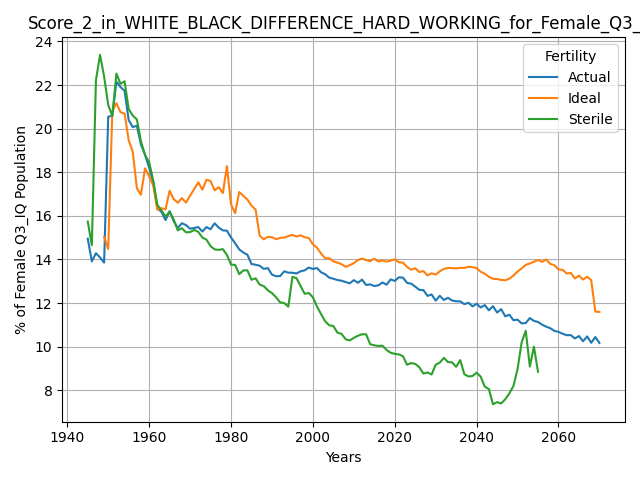 Score_2_in_WHITE_BLACK_DIFFERENCE_HARD_WORKING_for_Female_Q3_
24
22
20
18
16
14
12
10
8
% of Female Q3_IQ Population
Fertility
Actual
Ideal
Sterile
1940 1960 1980 2000 2020 2040 2060
Years